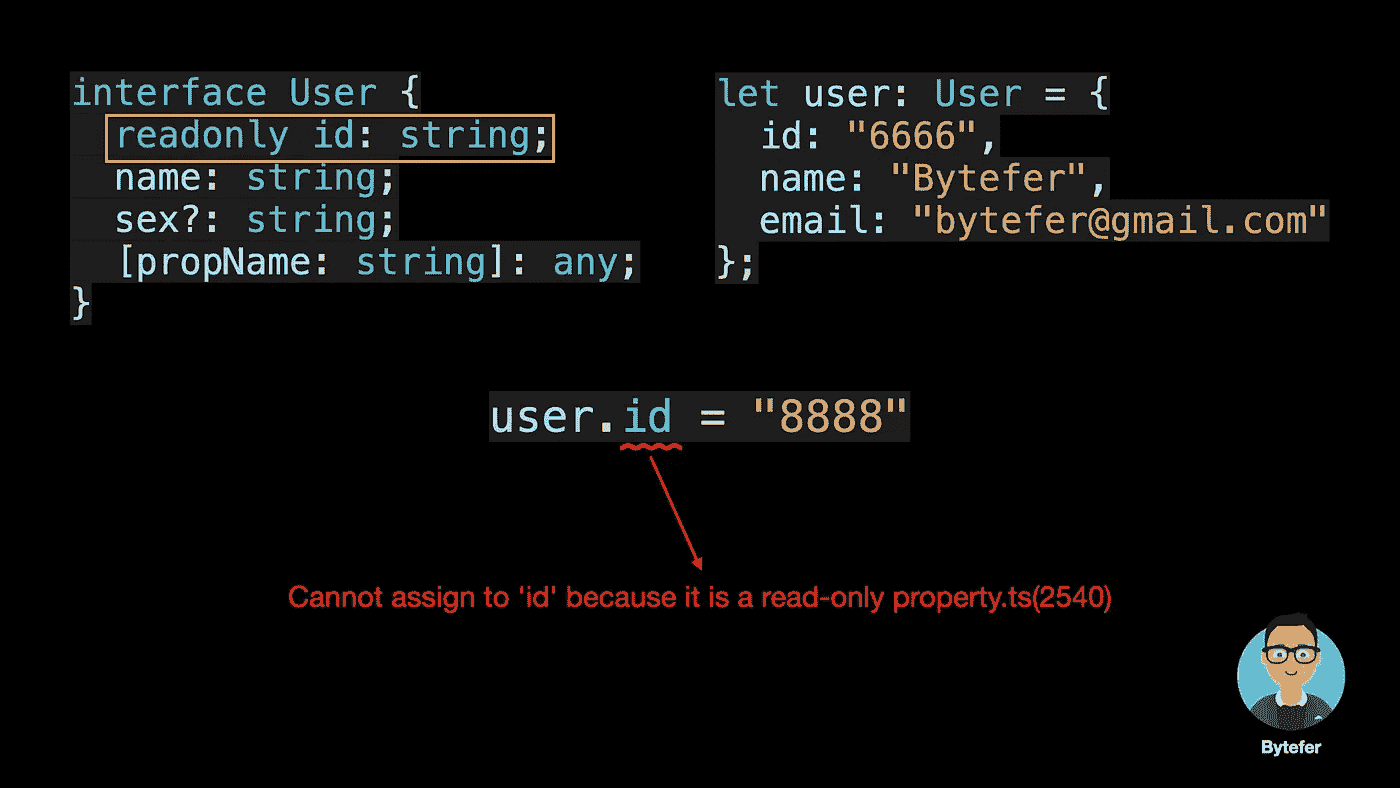 interface User {
readonly id: string;
name: string;
sex?: string;
[propName: string]: any;
}
let user: User = {
id: "6666",
name: "Bytefer",
email: "bytefer@gmail.com"
};
user.id = "8888"
Cannot assign to 'id' because it is a read-only property.ts(2540)
Bytefer